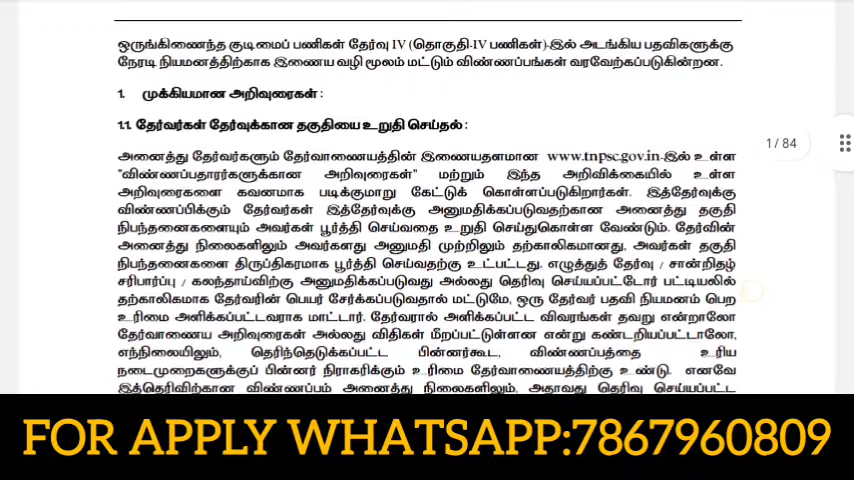 ஒருங்கிணைந்த குடிமைப் பணிகள் தேர்வு IV (தொகுதி-IV பணிகள்)-இல் அடங்கிய பதவிகளுக்கு
நேரடி நியமனத்திற்காக இணைய வழி மூலம் மட்டும் விண்ணப்பங்கள் வரவேற்கப்படுகின்றன.
1. முக்கியமான அறிவுரைகள் :
1.1. தேர்வர்கள் தேர்வுக்கான தகுதியை உறுதி செய்தல் :
அனைத்து தேர்வர்களும் தேர்வாணையத்தின் இணையதளமான www.tnpsc.gov.in-இல் உள்ள
1 / 84
"விண்ணப்பதாரர்களுக்கான அறிவுரைகள்" மற்றும் இந்த அறிவிக்கையில் உள்ள
அறிவுரைகளை கவனமாக படிக்குமாறு கேட்டுக் கொள்ளப்படுகிறார்கள். இத்தேர்வுக்கு
விண்ணப்பிக்கும் தேர்வர்கள் இத்தேர்வுக்கு அனுமதிக்கப்படுவதற்கான அனைத்து தகுதி
நிபந்தனைகளையும் அவர்கள் பூர்த்தி செய்வதை உறுதி செய்துகொள்ள வேண்டும். தேர்வின்
அனைத்து நிலைகளிலும் அவர்களது அனுமதி முற்றிலும் தற்காலிகமானது, அவர்கள் தகுதி
நிபந்தனைகளை திருப்திகரமாக பூர்த்தி செய்வதற்கு உட்பட்டது. எழுத்துத் தேர்வு / சான்றிதழ்
சரிபார்ப்பு / கலந்தாய்விற்கு அனுமதிக்கப்படுவது அல்லது தெரிவு செய்யப்பட்டோர் பட்டியலில்
தற்காலிகமாக தேர்வரின் பெயர் சேர்க்கப்படுவதால் மட்டுமே, ஒரு தேர்வர் பதவி நியமனம் பெற
உரிமை அளிக்கப்பட்டவராக மாட்டார். தேர்வரால் அளிக்கப்பட்ட விவரங்கள் தவறு என்றாலோ
தேர்வாணைய அறிவுரைகள் அல்லது விதிகள் மீறப்பட்டுள்ளன என்று கண்டறியப்பட்டாலோ,
எந்நிலையிலும், தெரிந்தெடுக்கப்பட்ட பின்னர்கூட, விண்ணப்பத்தை உரிய
நடைமுறைகளுக்குப் பின்னர் நிராகரிக்கும் உரிமை தேர்வாணையத்திற்கு உண்டு. எனவே
இத்தெரிவிற்கான விண்ணப்பம் அனைத்து நிலைகளிலும், அதாவது தெரிவு செய்யப்பட்ட
FOR APPLY WHATSAPP:7867960809